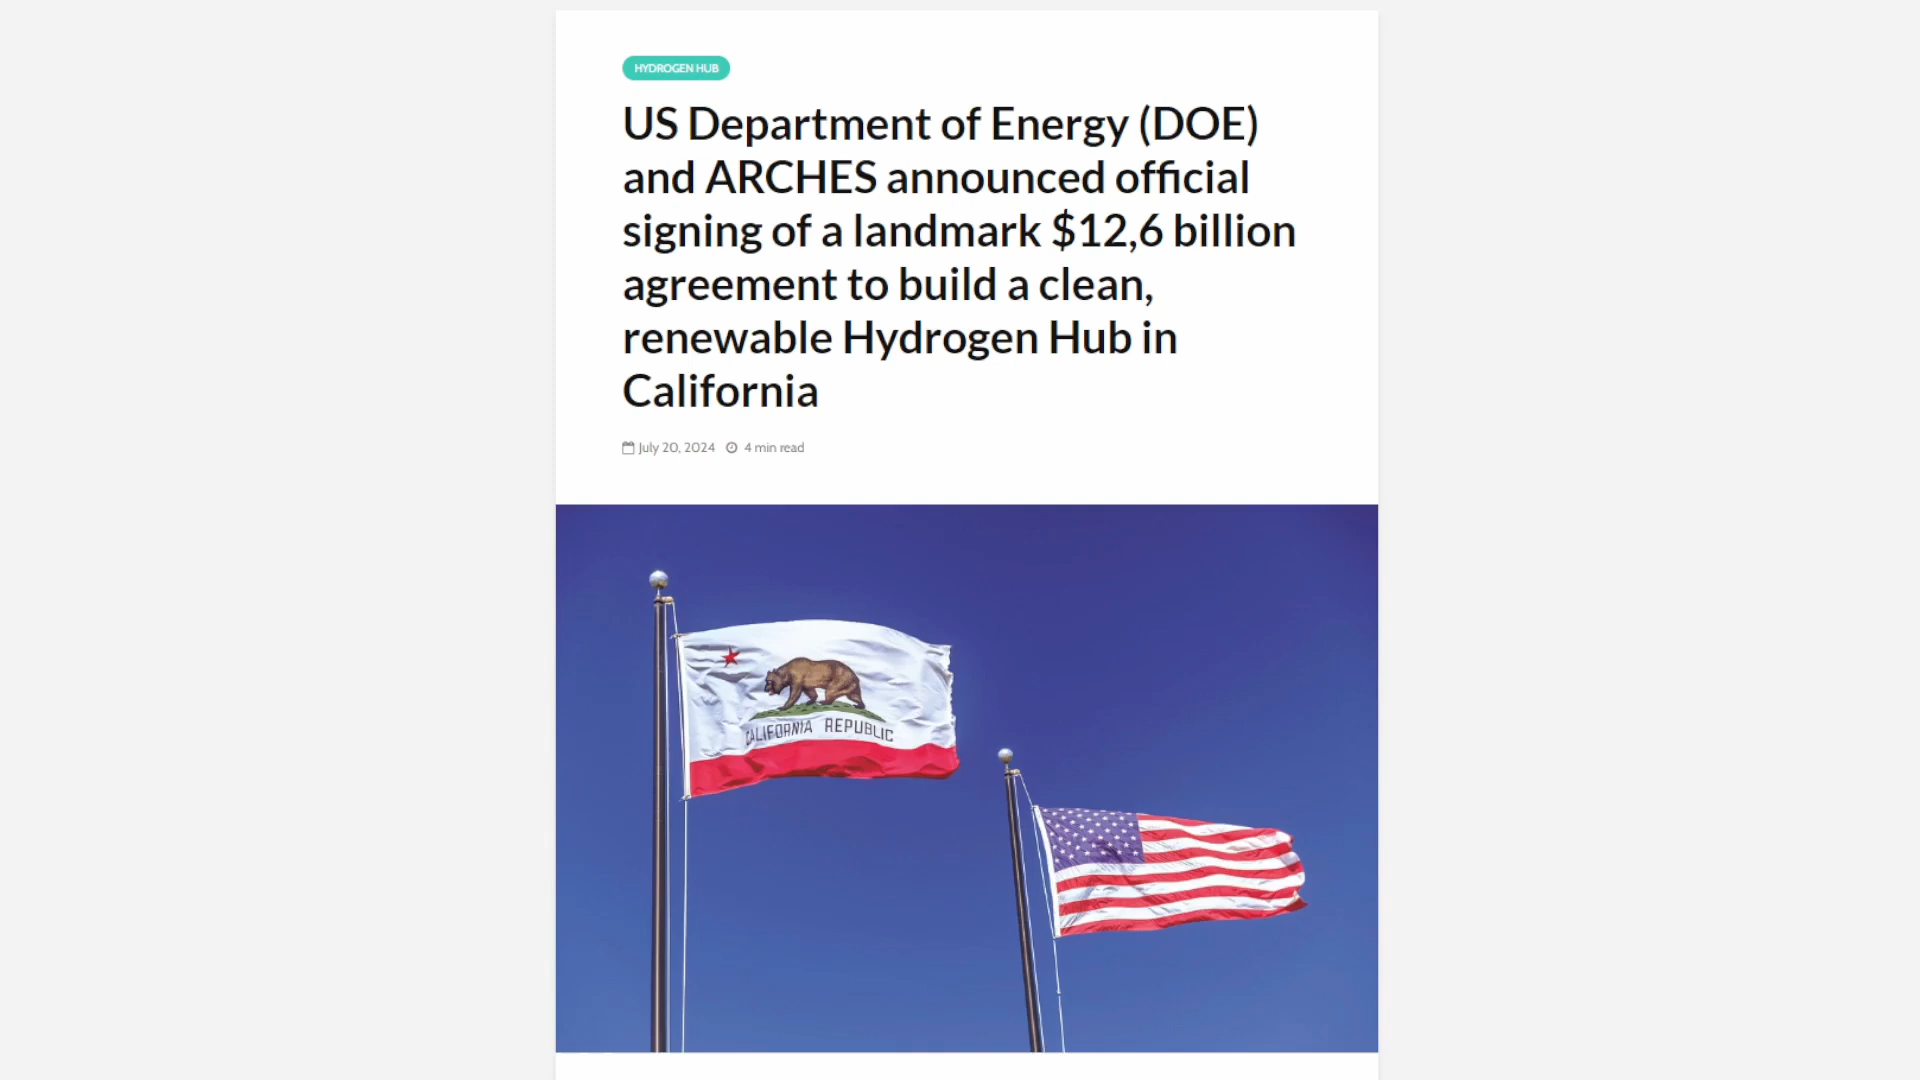 HYDROGEN HUB
US Department of Energy (DOE)
and ARCHES announced official
signing of a landmark $12,6 billion
agreement to build a clean,
renewable Hydrogen Hub in
California
July 20, 2024 4 min read
CALIFORNIA REPUBLIC